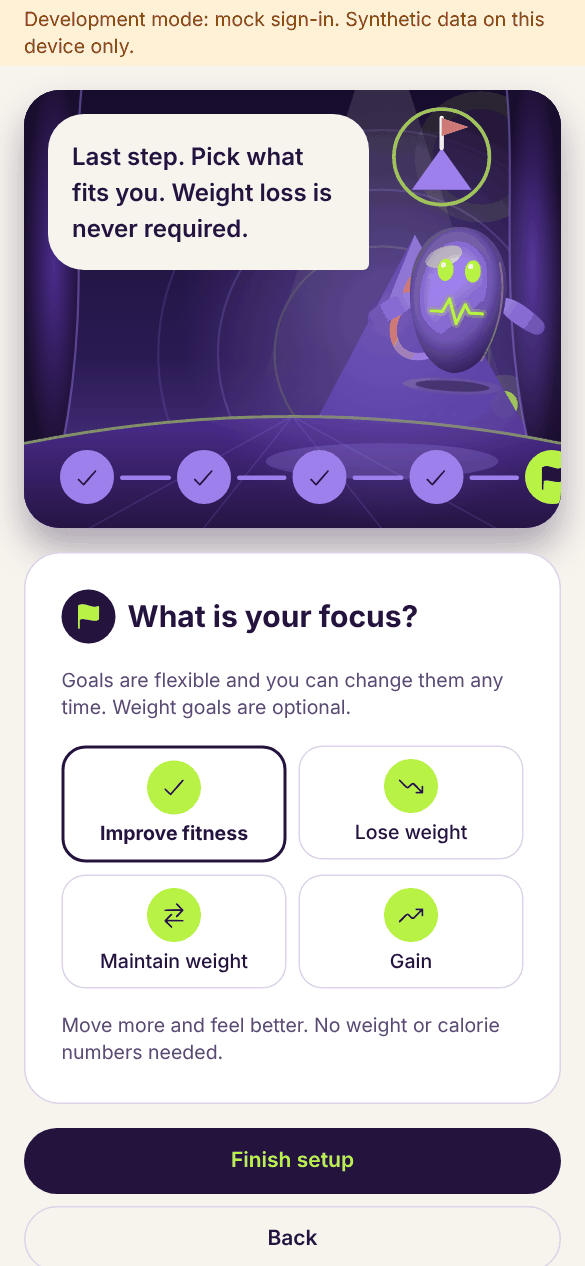 Development mode: mock sign-in. Synthetic data on this
device only.
Last step. Pick what
fits you. Weight loss is
never required.
What is your focus?
Goals are flexible and you can change them any
time. Weight goals are optional.
Improve fitness
Lose weight
Maintain weight
Gain
Move more and feel better. No weight or calorie
numbers needed.
Finish setup
Back